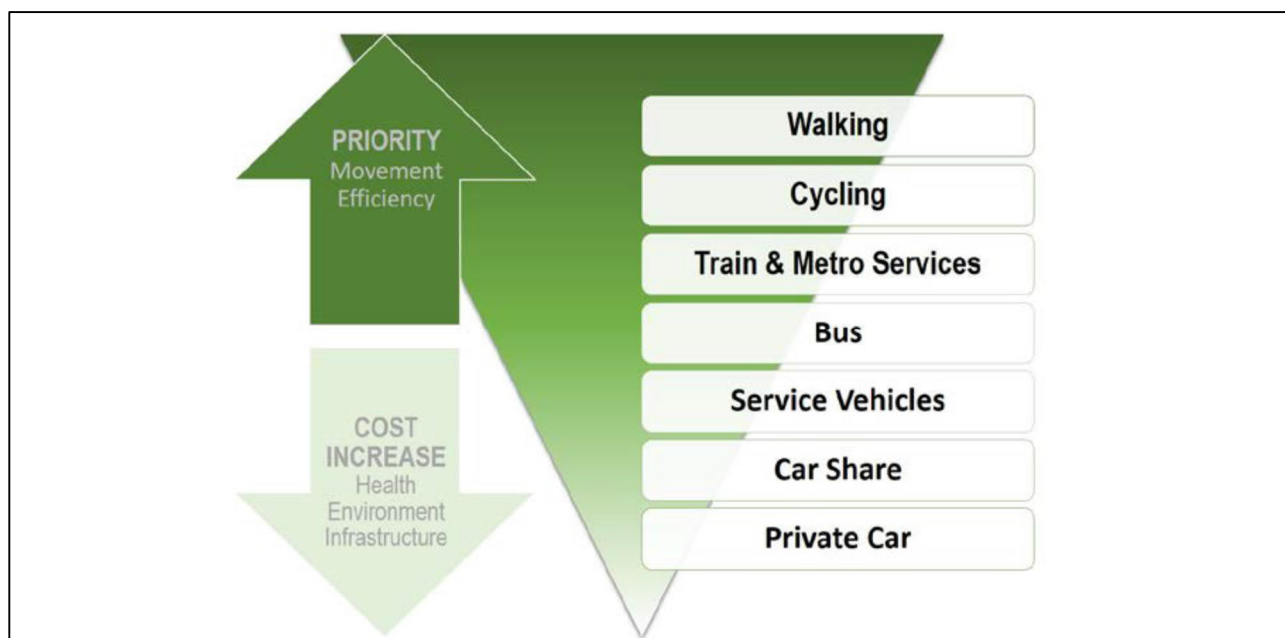 PRIORITY
Movement
Efficiency
COST
INCREASE
Health
Environment
Infrastructure
Walking
Cycling
Train & Metro Services
Bus
Service Vehicles
Car Share
Private Car